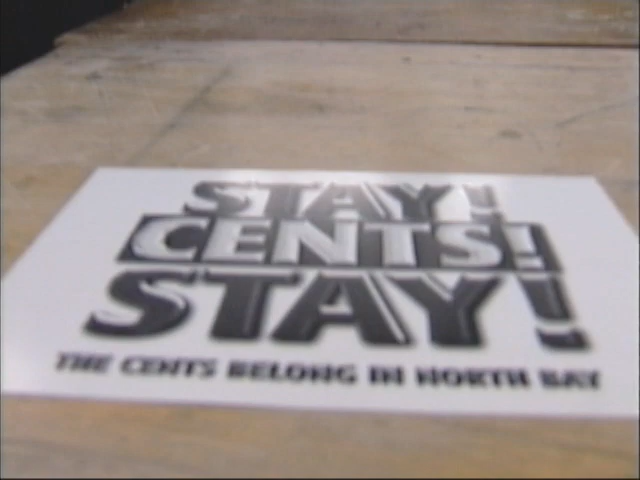 STAY!
CENTS!
STAY!
THE CENTS BELONG IN NORTH BAY